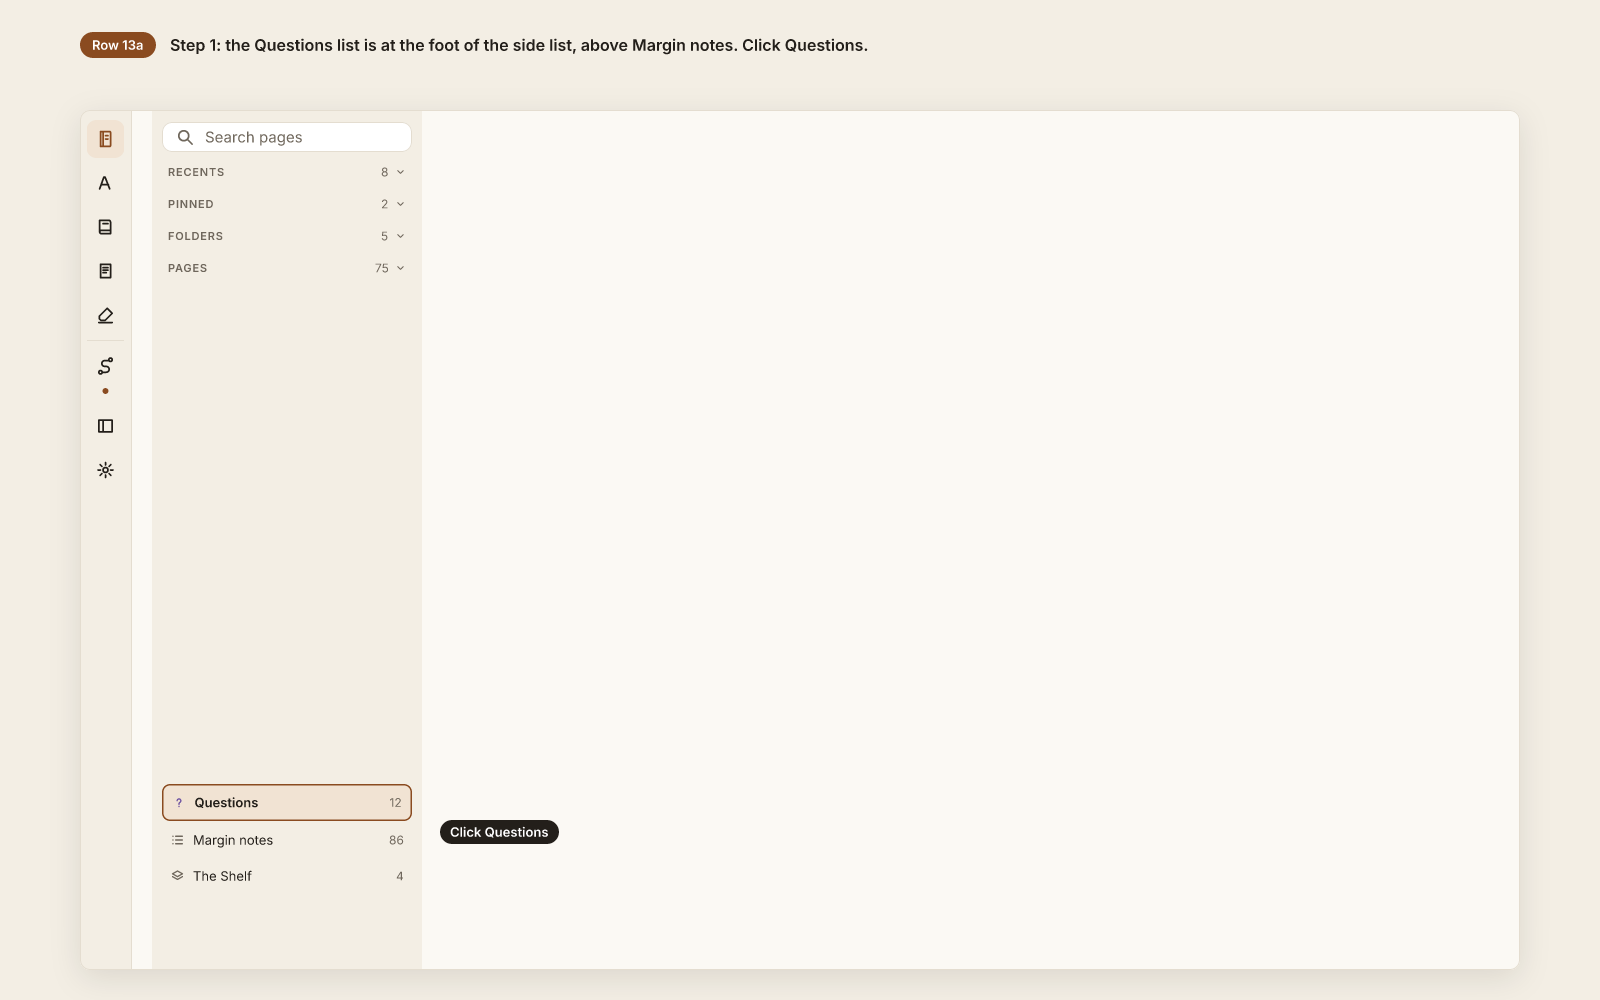 Row 13a
Step 1: the Questions list is at the foot of the side list, above Margin notes. Click Questions.
Search pages
RECENTS 8
PINNED 2
FOLDERS 5
PAGES 75
? Questions 12
Margin notes 86
Click Questions
The Shelf 4